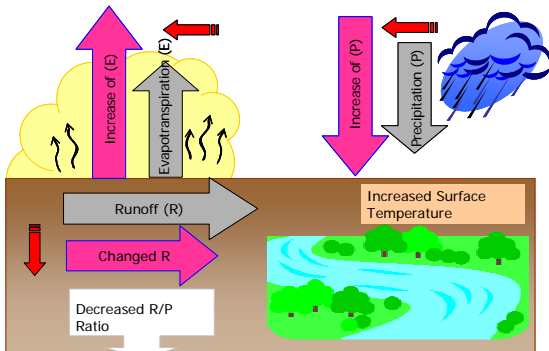 Increase of (E)
Evapotranspiration (E)
Increase of (P)
Precipitation (P)
Runoff (R)
Increased Surface
Temperature
Changed R
Decreased R/P
Ratio